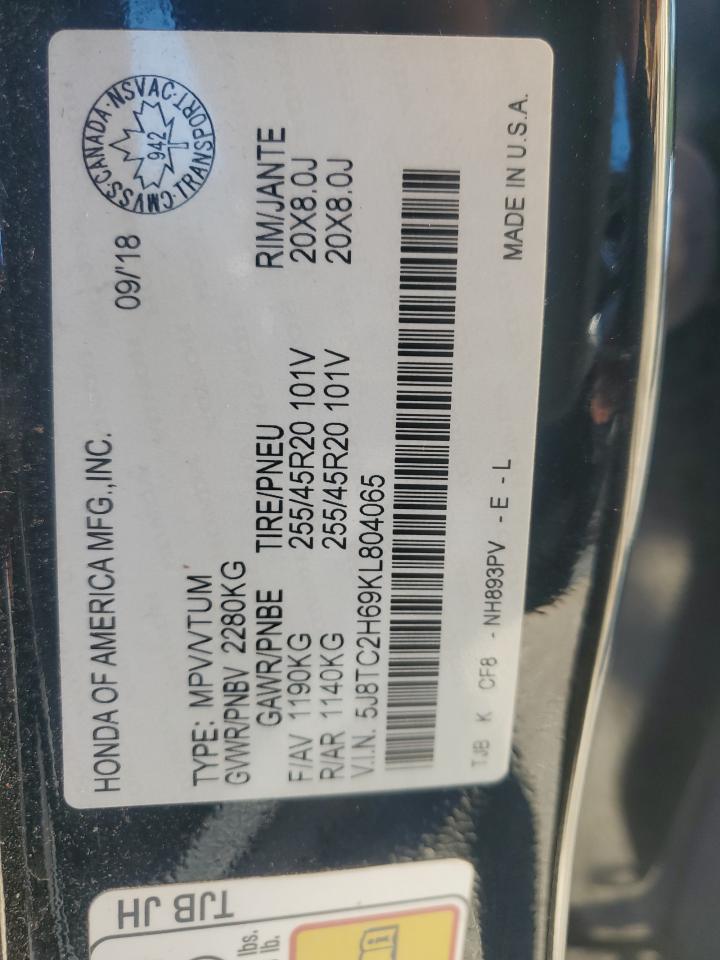 HONDA OF AMERICA MFG.,INC. 09/'18
CMVSS·CANADA·NSVAC·TRANSPORT
942
TYPE: MPV/VTUM
GVWR/PNBV 2280KG
GAWR/PNBE TIRE/PNEU RIM/JANTE
F/AV 1190KG 255/45R20 101V 20X8.0J
R/AR 1140KG 255/45R20 101V 20X8.0J
V.I.N. 5J8TC2H69KL804065
TJB K CF8 - NH893PV - E - L MADE IN U.S.A.
TJB JH
lbs.
lb.